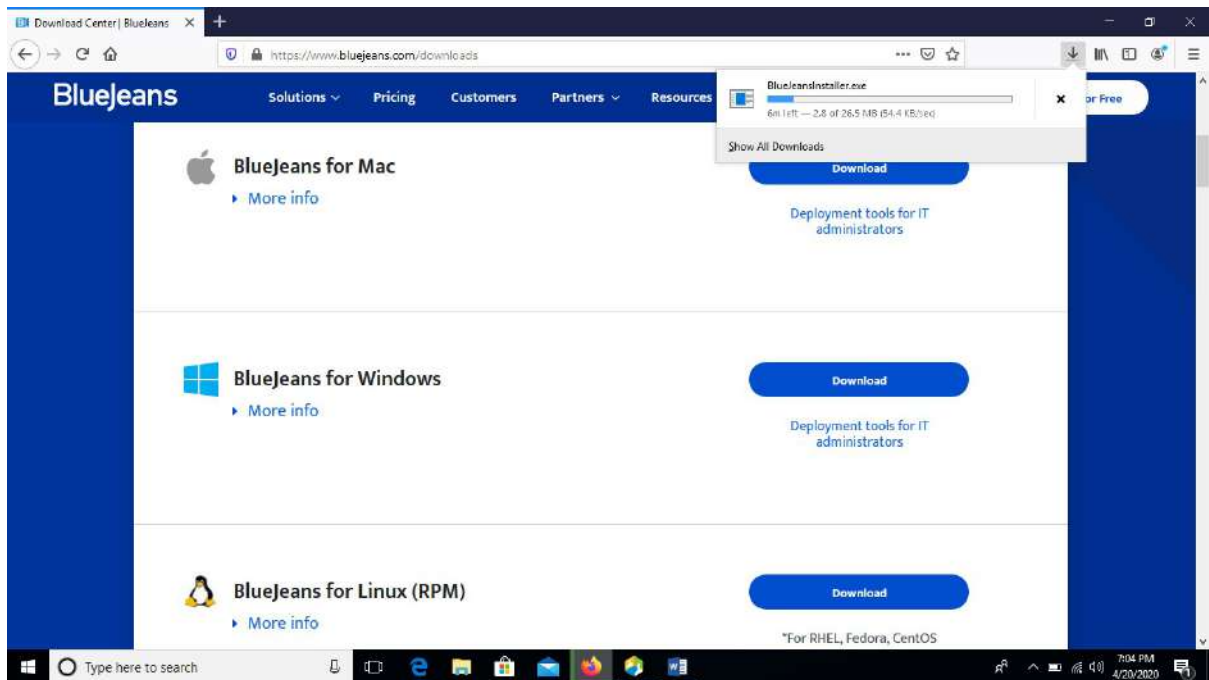 Download Center | BlueJeans
https://www.bluejeans.com/downloads
BlueJeans
Solutions
Pricing
Customers
Partners
Resources
or Free
BlueJeansInstaller.exe
6m left — 2.8 of 26.5 MB (54.4 KB/sec)
Show All Downloads
BlueJeans for Mac
More info
Download
Deployment tools for IT
administrators
BlueJeans for Windows
More info
Download
Deployment tools for IT
administrators
BlueJeans for Linux (RPM)
More info
Download
*For RHEL, Fedora, CentOS
Type here to search
7:04 PM
4/20/2020